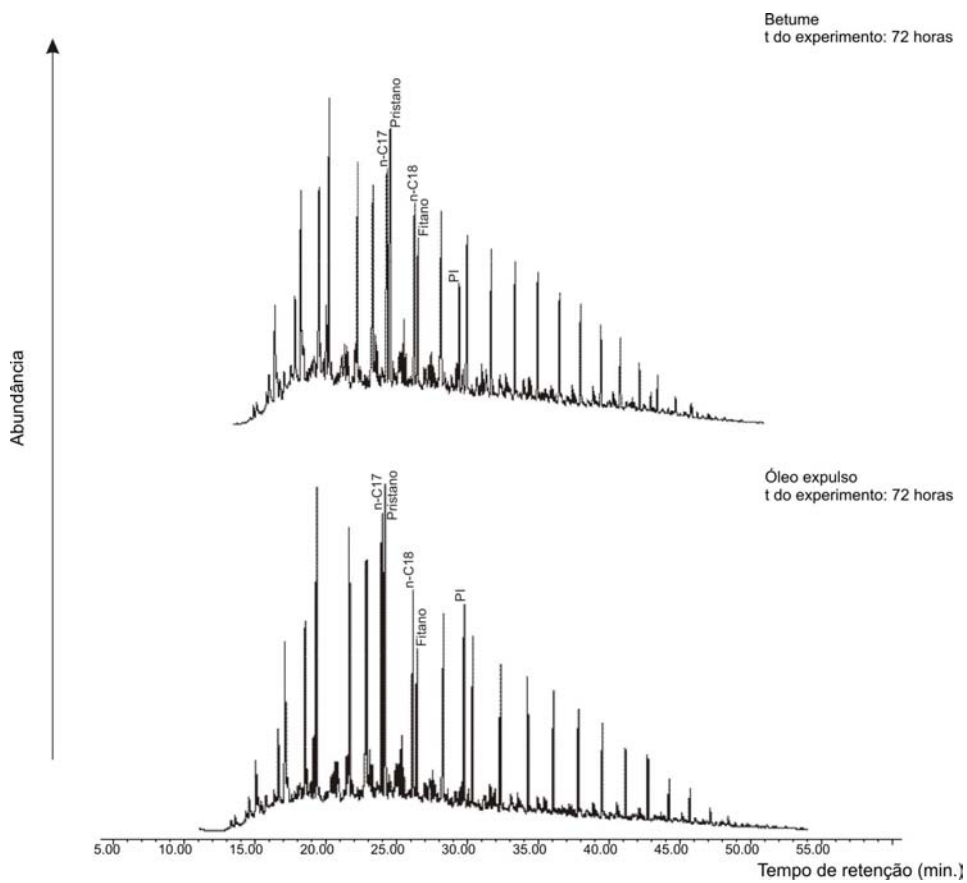 Betume
t do experimento: 72 horas
Abundância
n-C17
Pristano
n-C18
Fitano
PI
Óleo expulso
t do experimento: 72 horas
n-C17
Pristano
n-C18
Fitano
PI
5.00 10.00 15.00 20.00 25.00 30.00 35.00 40.00 45.00 50.00 55.00
Tempo de retenção (min.)